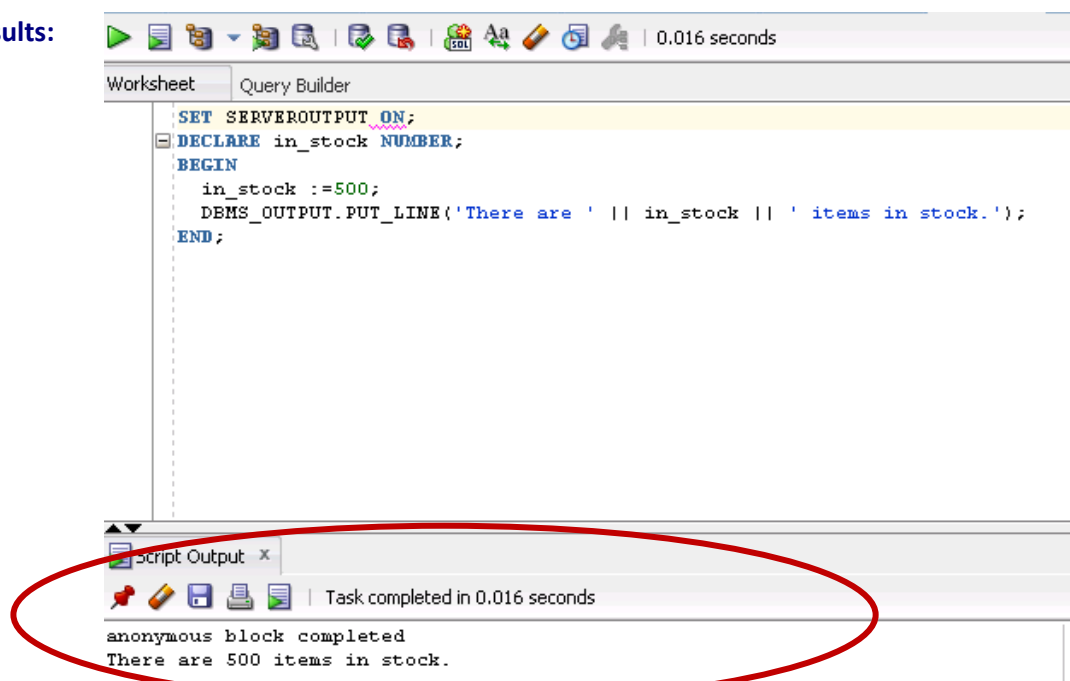 sults:
SQL
0.016 seconds
Worksheet Query Builder
SET SERVEROUTPUT ON;
DECLARE in_stock NUMBER;
BEGIN
in_stock :=500;
DBMS_OUTPUT.PUT_LINE('There are ' || in_stock || ' items in stock.');
END;
Script Output x
Task completed in 0.016 seconds
anonymous block completed
There are 500 items in stock.